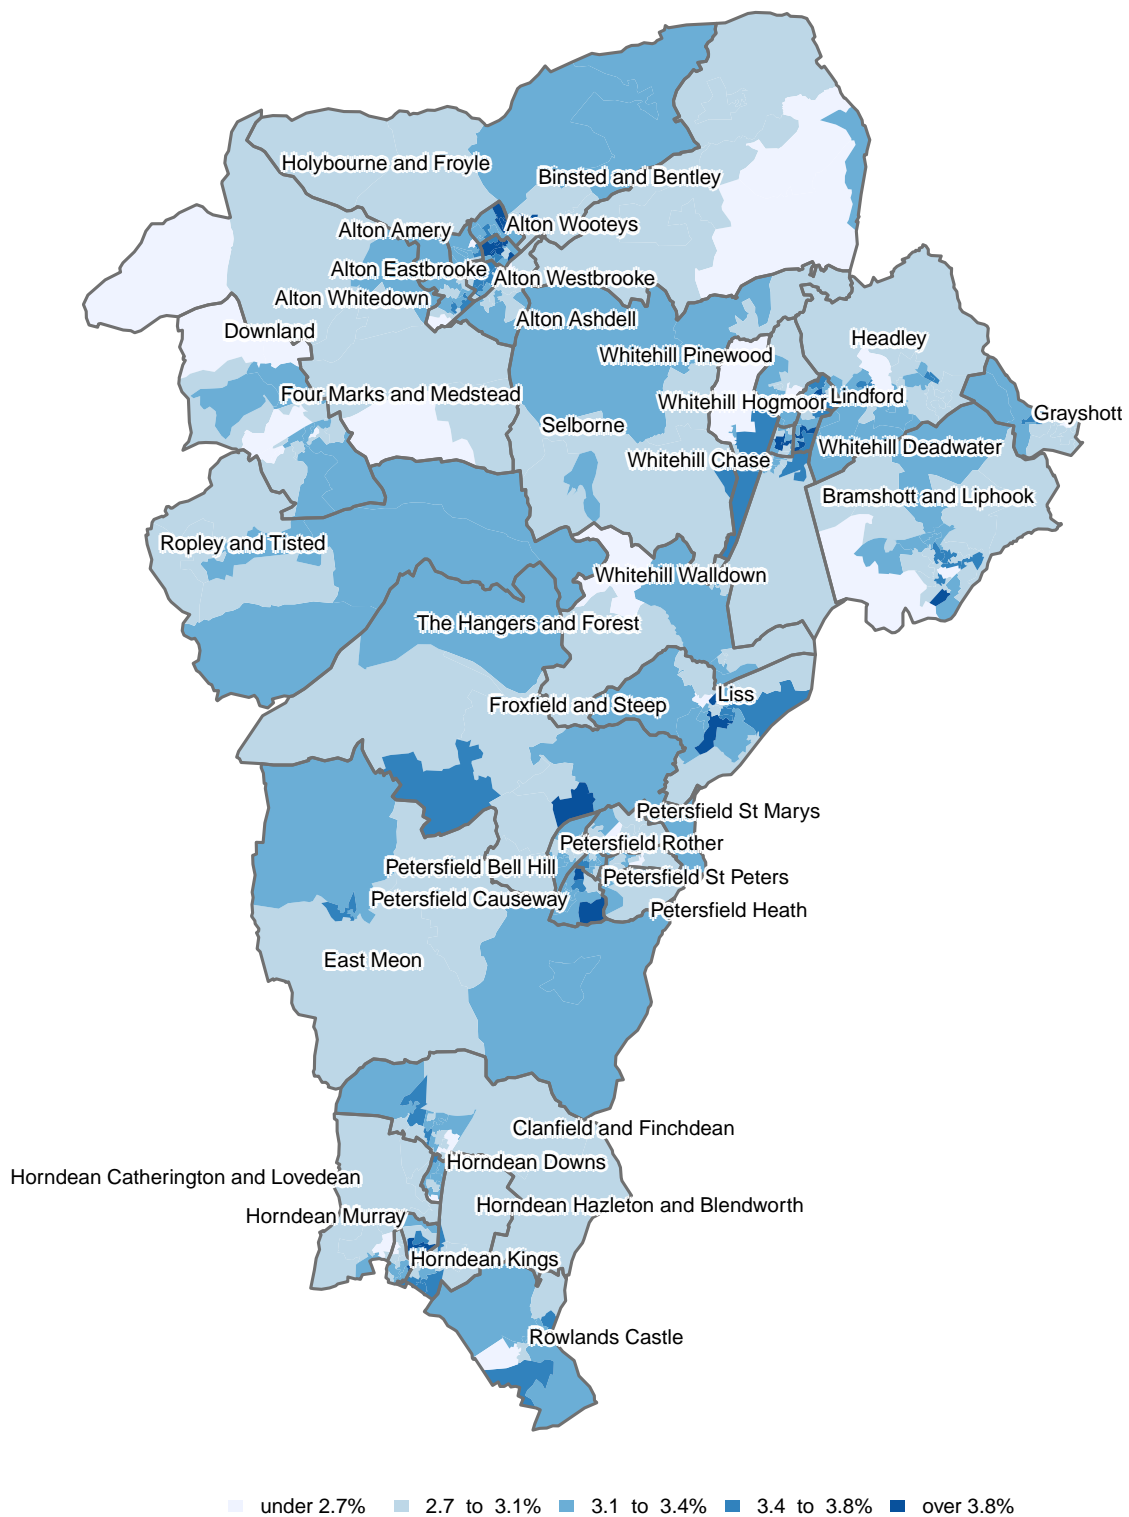 Holybourne and Froyle
Binsted and Bentley
Alton Amery
Alton Wooteys
Alton Eastbrooke
Alton Westbrooke
Alton Whitedown
Alton Ashdell
Downland
Headley
Whitehill Pinewood
Four Marks and Medstead
Whitehill Hogmoor
Lindford
Grayshott
Selborne
Whitehill Deadwater
Whitehill Chase
Bramshott and Liphook
Ropley and Tisted
Whitehill Walldown
The Hangers and Forest
Liss
Froxfield and Steep
Petersfield St Marys
Petersfield Rother
Petersfield Bell Hill
Petersfield St Peters
Petersfield Causeway
Petersfield Heath
East Meon
Clanfield and Finchdean
Horndean Downs
Horndean Catherington and Lovedean
Horndean Hazleton and Blendworth
Horndean Murray
Horndean Kings
Rowlands Castle
under 2.7% 2.7 to 3.1% 3.1 to 3.4% 3.4 to 3.8% over 3.8%